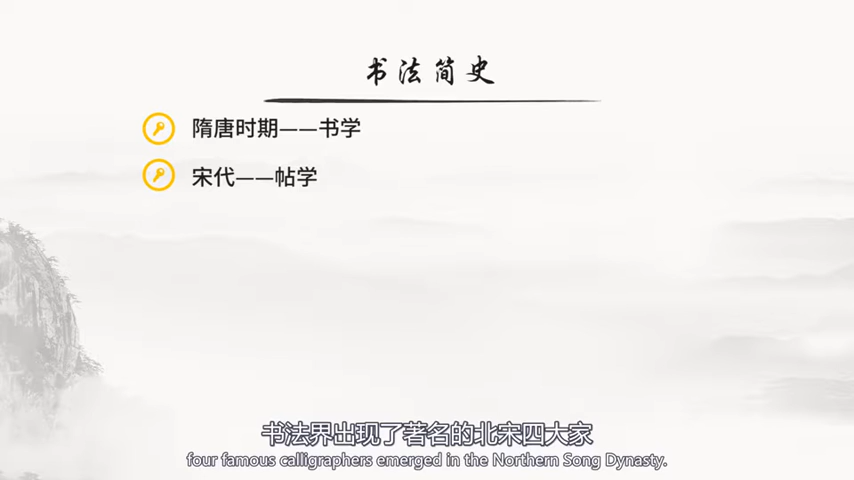 书法简史
隋唐时期——书学
宋代——帖学
书法界出现了著名的北宋四大家
four famous calligraphers emerged in the Northern Song Dynasty.